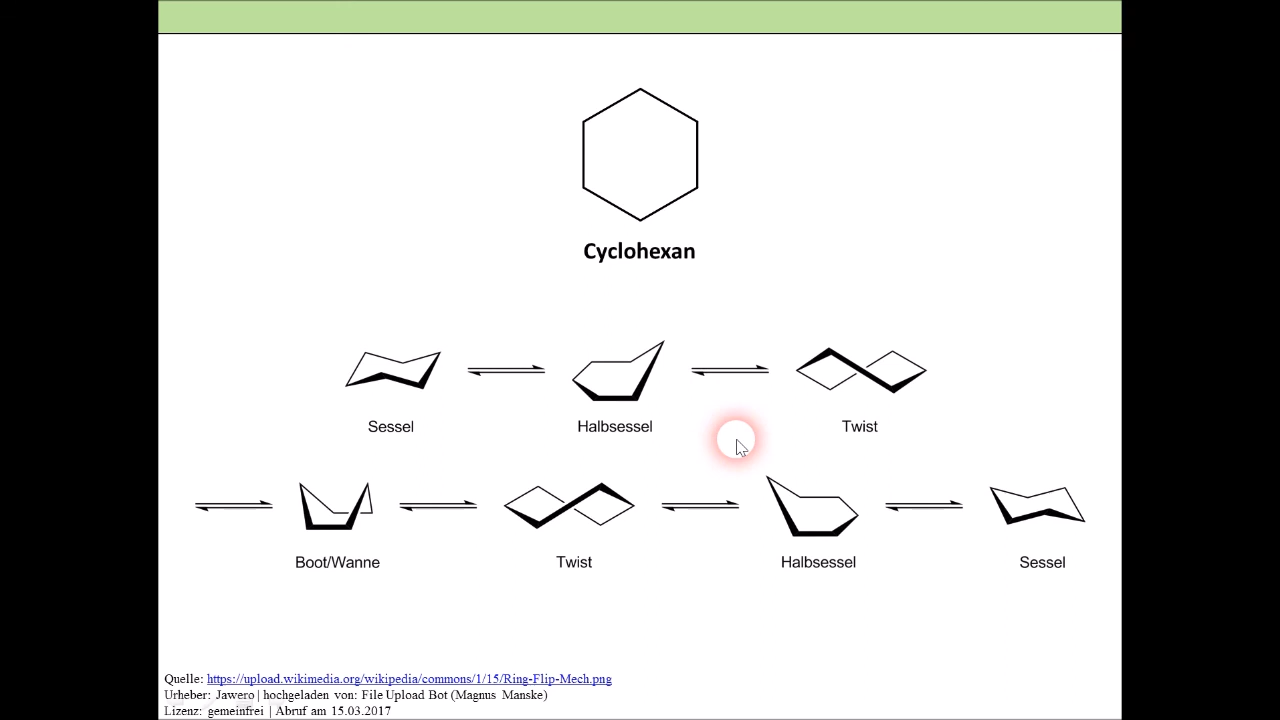 Cyclohexan
Sessel
Halbsessel
Twist
Boot/Wanne
Twist
Halbsessel
Sessel
Quelle: https://upload.wikimedia.org/wikipedia/commons/1/15/Ring-Flip-Mech.png
Urheber: Jawero | hochgeladen von: File Upload Bot (Magnus Manske)
Lizenz: gemeinfrei | Abruf am 15.03.2017